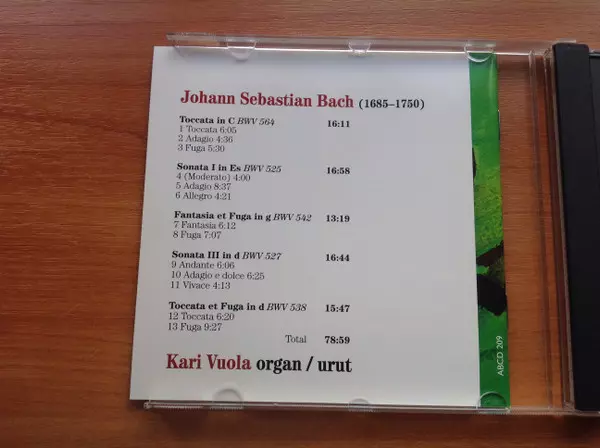 Johann Sebastian Bach (1685–1750)
Toccata in C BWV 564 16:11
1 Toccata 6:05
2 Adagio 4:36
3 Fuga 5:30
Sonata I in Es BWV 525 16:58
4 (Moderato) 4:00
5 Adagio 8:37
6 Allegro 4:21
Fantasia et Fuga in g BWV 542 13:19
7 Fantasia 6:12
8 Fuga 7:07
Sonata III in d BWV 527 16:44
9 Andante 6:06
10 Adagio e dolce 6:25
11 Vivace 4:13
Toccata et Fuga in d BWV 538 15:47
12 Toccata 6:20
13 Fuga 9:27
Total 78:59
Kari Vuola organ / urut
ABCD 209